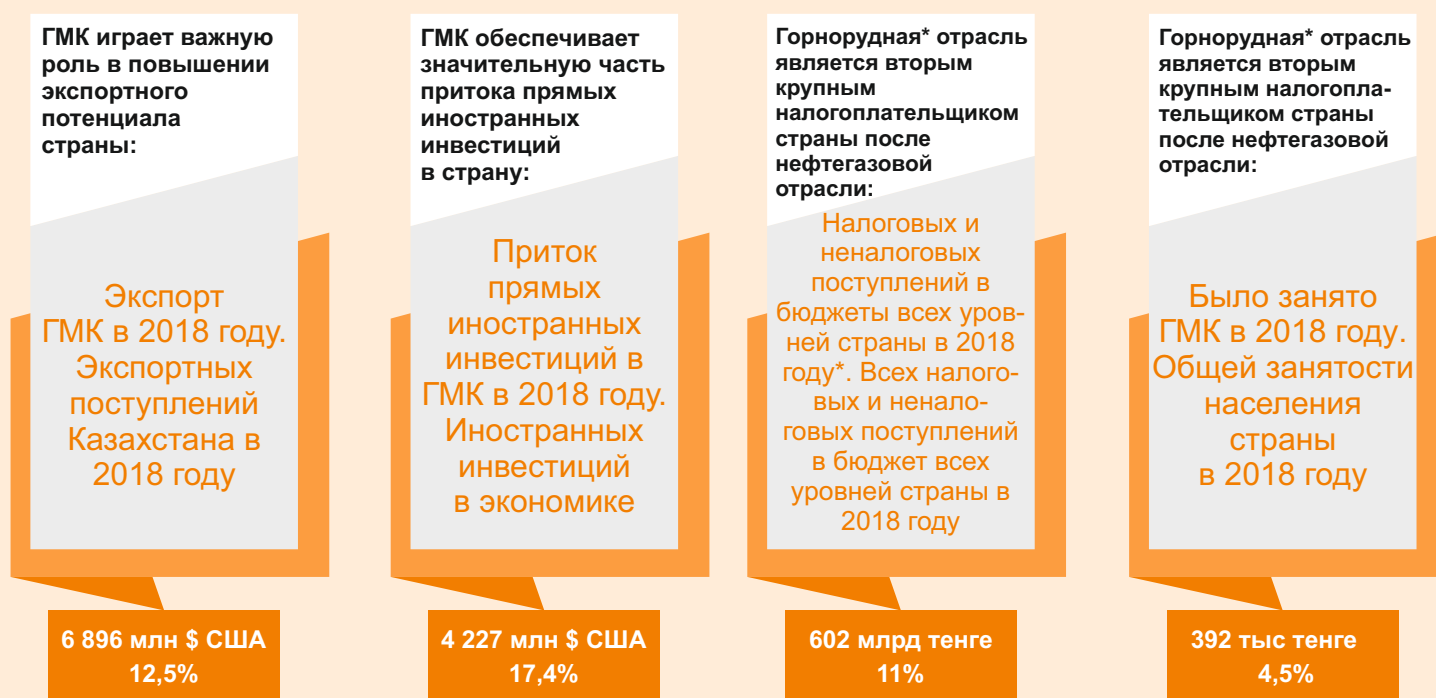 ГМК играет важную
роль в повышении
экспортного
потенциала
страны:
Экспорт
ГМК в 2018 году.
Экспортных
поступлений
Казахстана в
2018 году
6 896 млн $ США
12,5%
ГМК обеспечивает
значительную часть
притока прямых
иностранных
инвестиций
в страну:
Приток
прямых
иностранных
инвестиций в
ГМК в 2018 году.
Иностранных
инвестиций
в экономике
4 227 млн $ США
17,4%
Горнорудная* отрасль
является вторым
крупным
налогоплательщиком
страны после
нефтегазовой
отрасли:
Налоговых и
неналоговых
поступлений в
бюджеты всех уров-
ней страны в 2018
году*. Всех налого-
вых и ненало-
говых поступлений
в бюджет всех
уровней страны в
2018 году
602 млрд тенге
11%
Горнорудная* отрасль
является вторым
крупным налогопла-
тельщиком страны
после нефтегазовой
отрасли:
Было занято
ГМК в 2018 году.
Общей занятости
населения
страны
в 2018 году
392 тыс тенге
4,5%